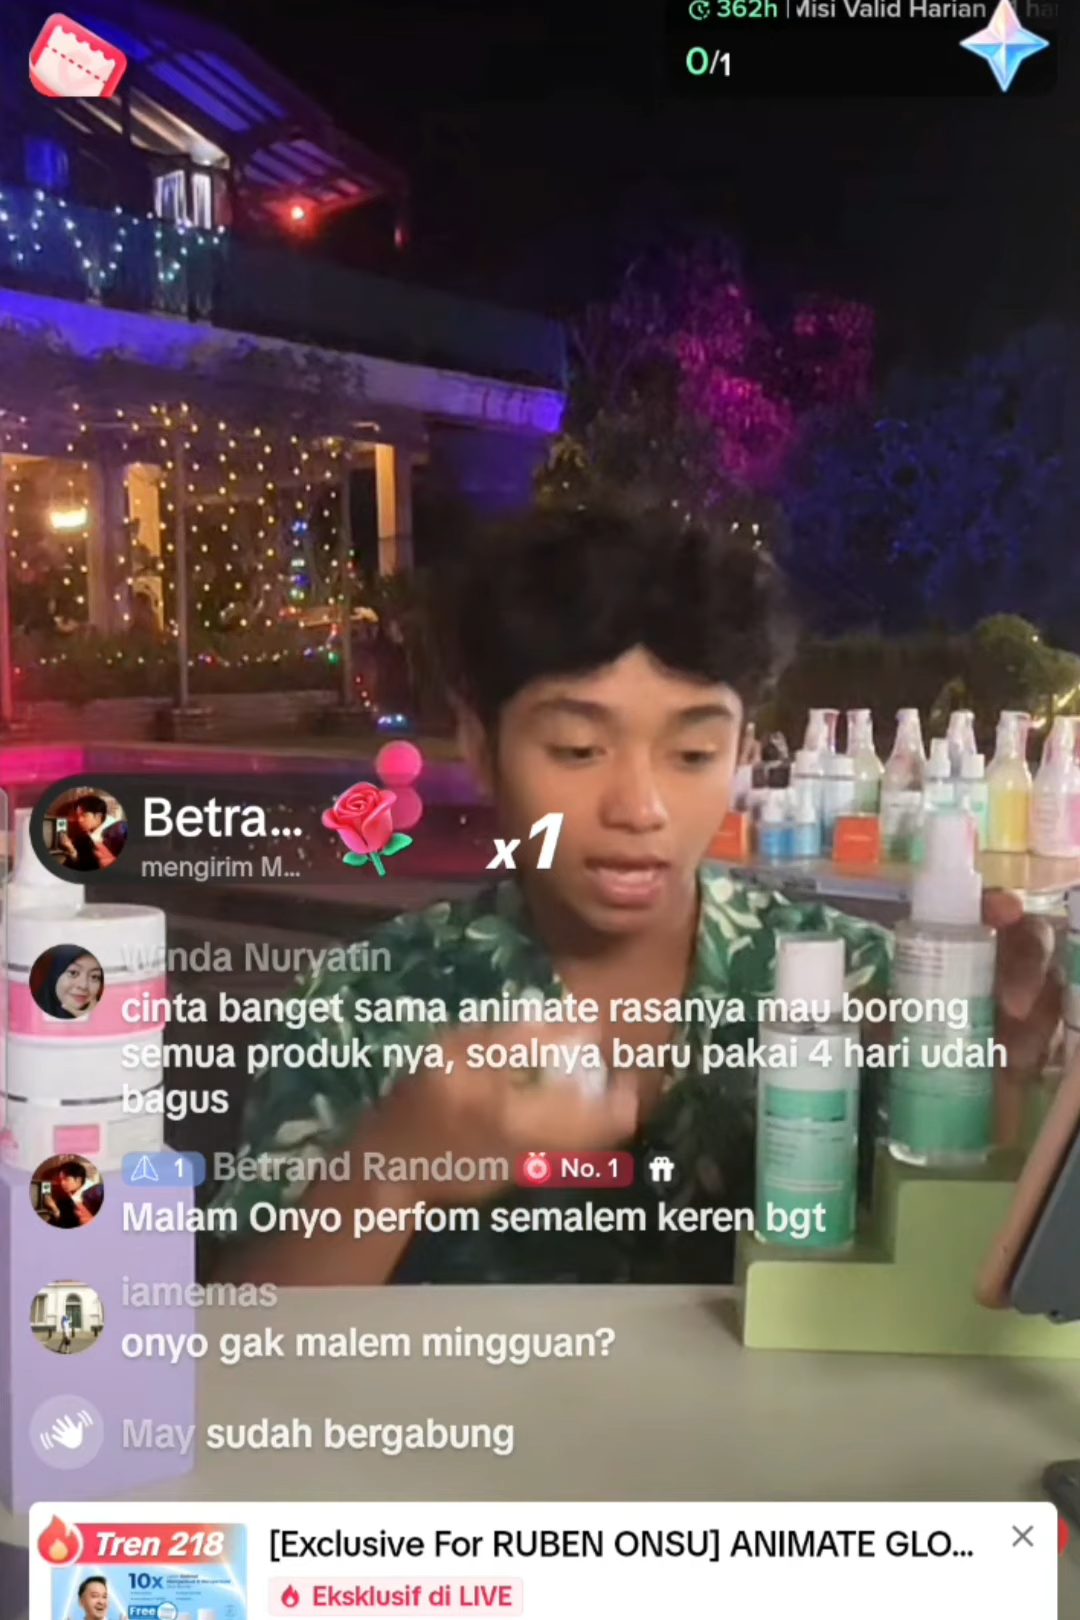 362h | Misi Valid Harian
0/1
Betra...
mengirim M...
x1
Winda Nuryatin
cinta banget sama animate rasanya mau borong
semua produk nya, soalnya baru pakai 4 hari udah
bagus
1 Betrand Random No. 1
Malam Onyo perfom semalem keren bgt
iamemas
onyo gak malem mingguan?
May sudah bergabung
Tren 218
[Exclusive For RUBEN ONSU] ANIMATE GLO...
10x
Eksklusif di LIVE
Free